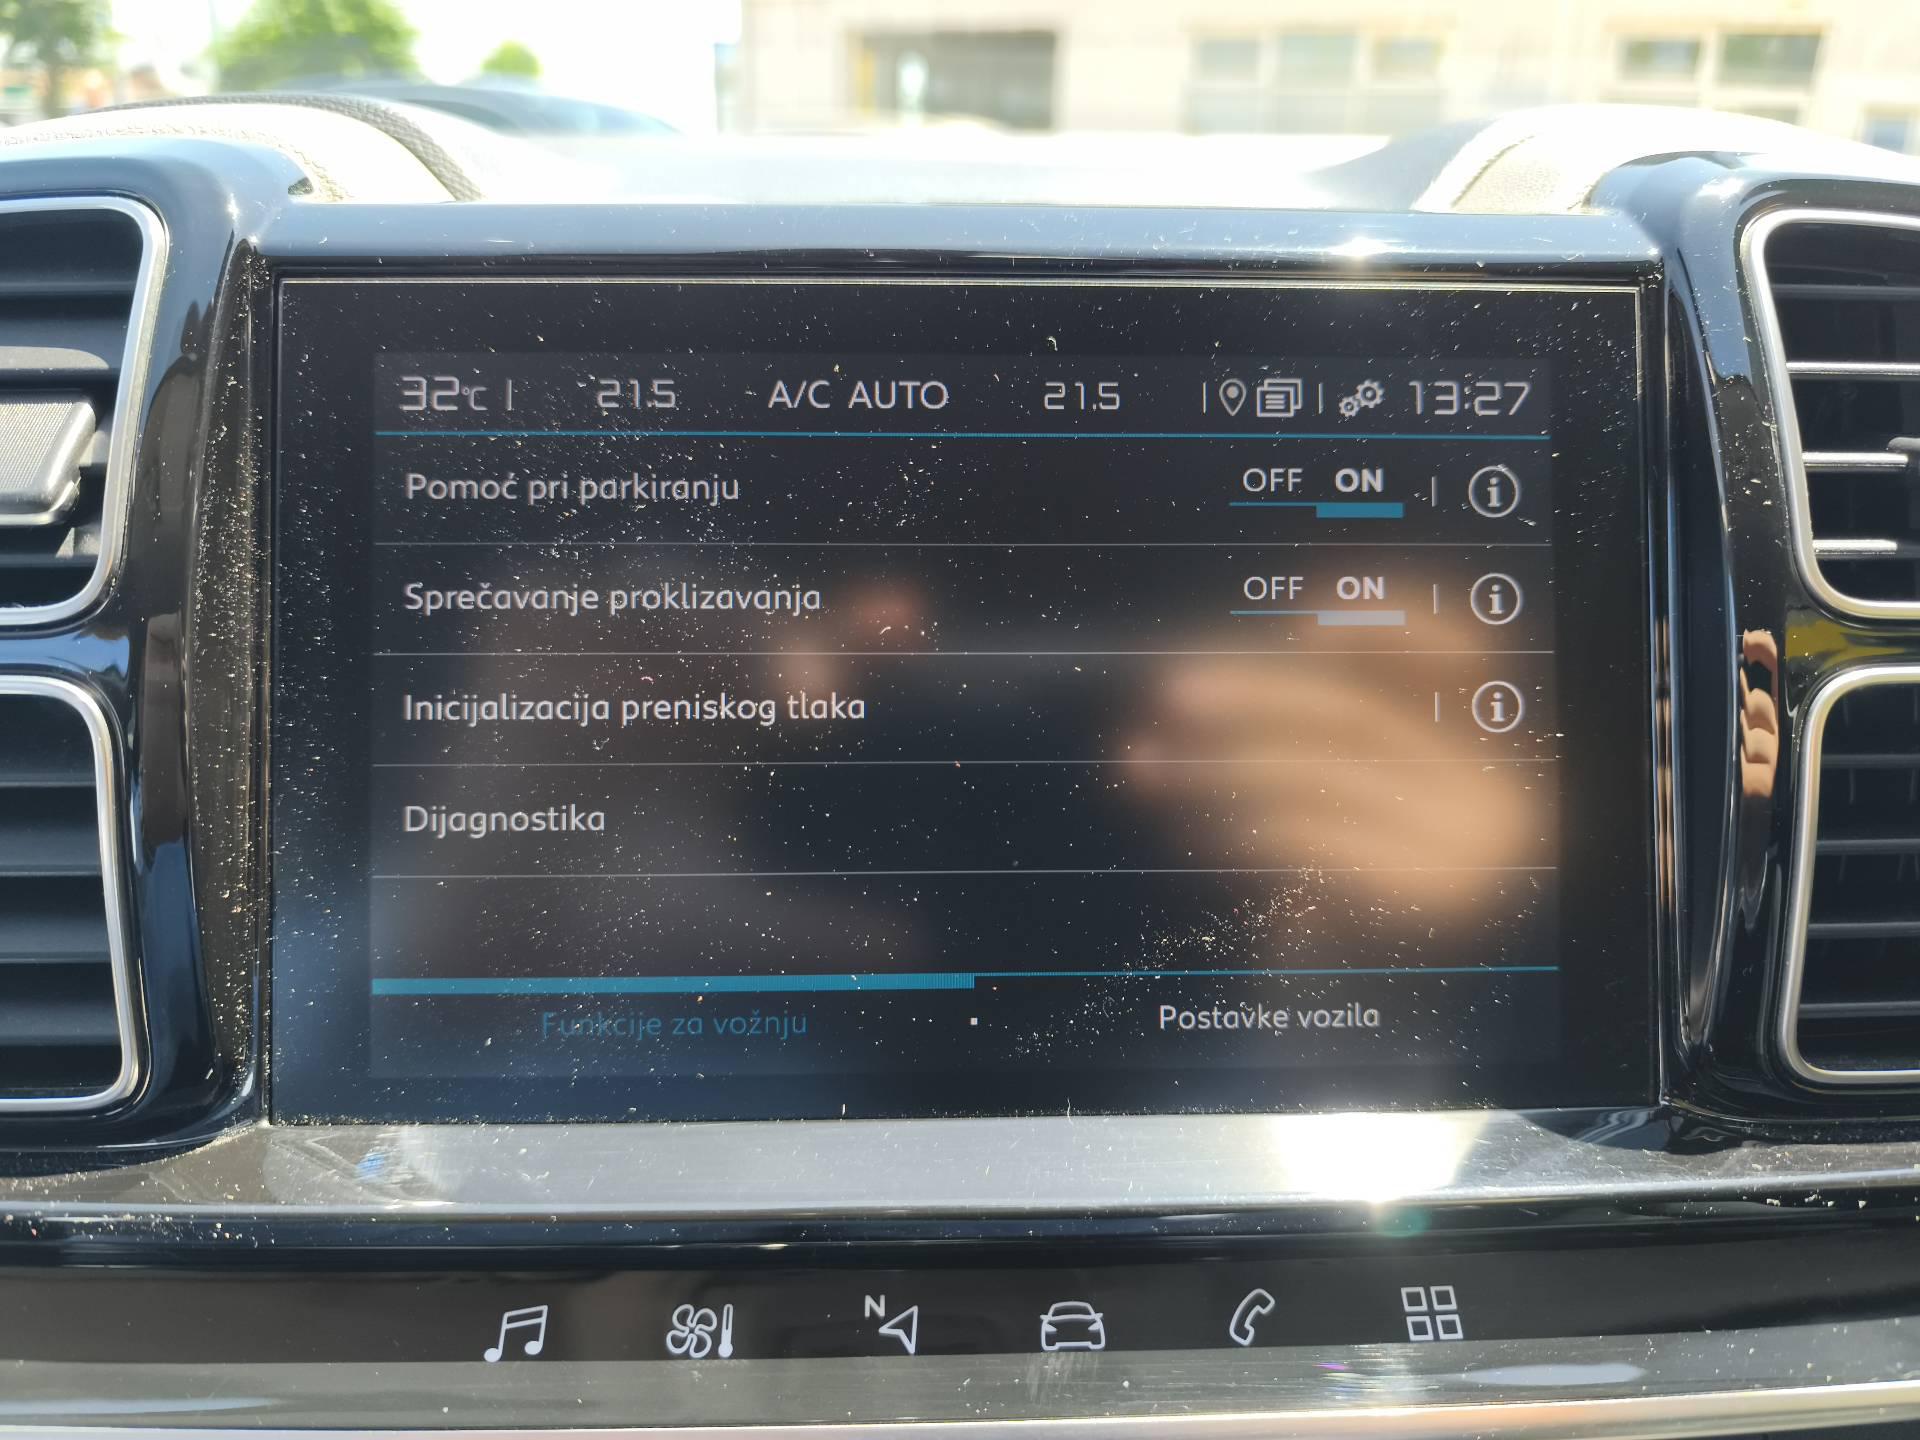 32°C | 21.5 A/C AUTO 21.5 13:27
Pomoć pri parkiranju OFF ON
Sprečavanje proklizavanja OFF ON
Inicijalizacija preniskog tlaka
Dijagnostika
Funkcije za vožnju Postavke vozila
N